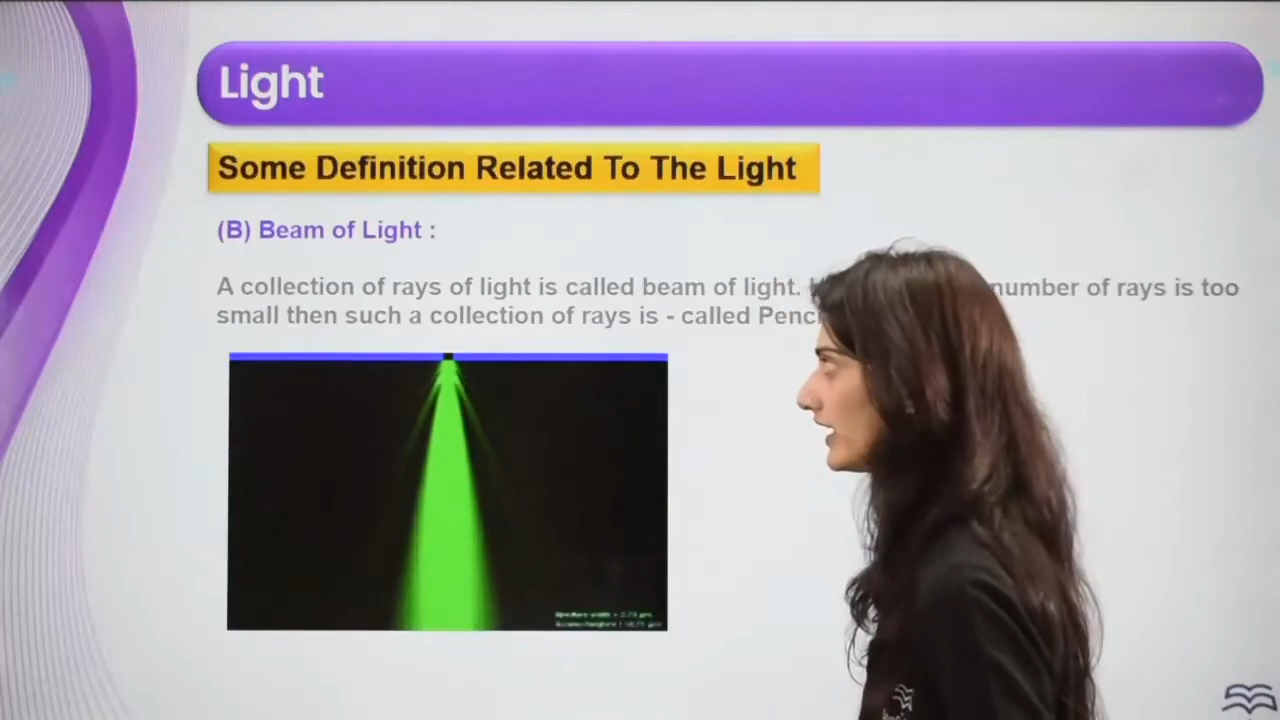 Light
Some Definition Related To The Light
(B) Beam of Light :
A collection of rays of light is called beam of light. number of rays is too
small then such a collection of rays is - called